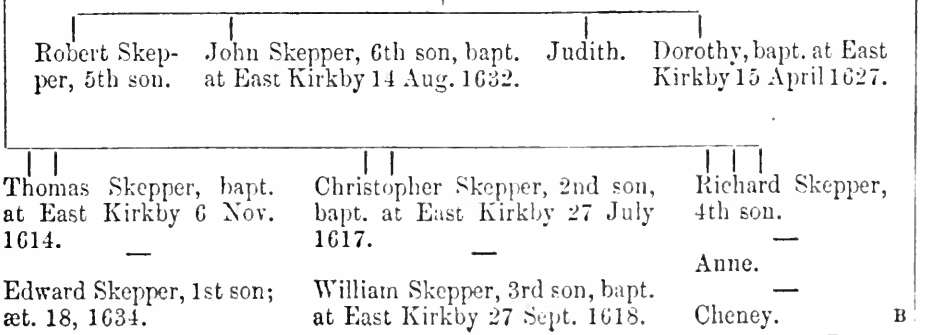 Robert Skep-
per, 5th son.
John Skepper, 6th son, bapt.
at East Kirkby 14 Aug. 1632.
Judith.
Dorothy, bapt. at East
Kirkby 15 April 1627.
Thomas Skepper, bapt.
at East Kirkby 6 Nov.
1614.
—
Edward Skepper, 1st son;
æt. 18, 1634.
Christopher Skepper, 2nd son,
bapt. at East Kirkby 27 July
1617.
—
William Skepper, 3rd son, bapt.
at East Kirkby 27 Sept. 1618.
Richard Skepper,
4th son.
—
Anne.
—
Cheney.
B